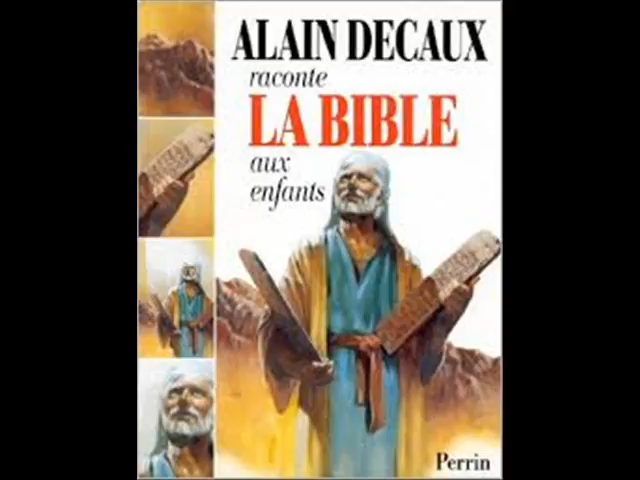 ALAIN DECAUX
raconte
LA BIBLE
aux
enfants
Perrin